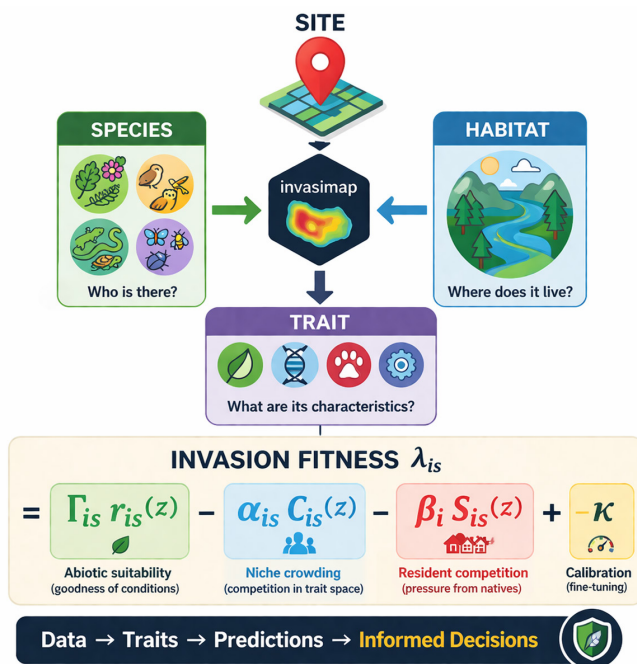 SITE
SPECIES
Who is there?
invasimap
HABITAT
Where does it live?
TRAIT
What are its characteristics?
INVASION FITNESS λis
= Γis ris(z) − αis Cis(z) − βi Sis(z) + −κ
Abiotic suitability
(goodness of conditions)
Niche crowding
(competition in trait space)
Resident competition
(pressure from natives)
Calibration
(fine-tuning)
Data → Traits → Predictions → Informed Decisions